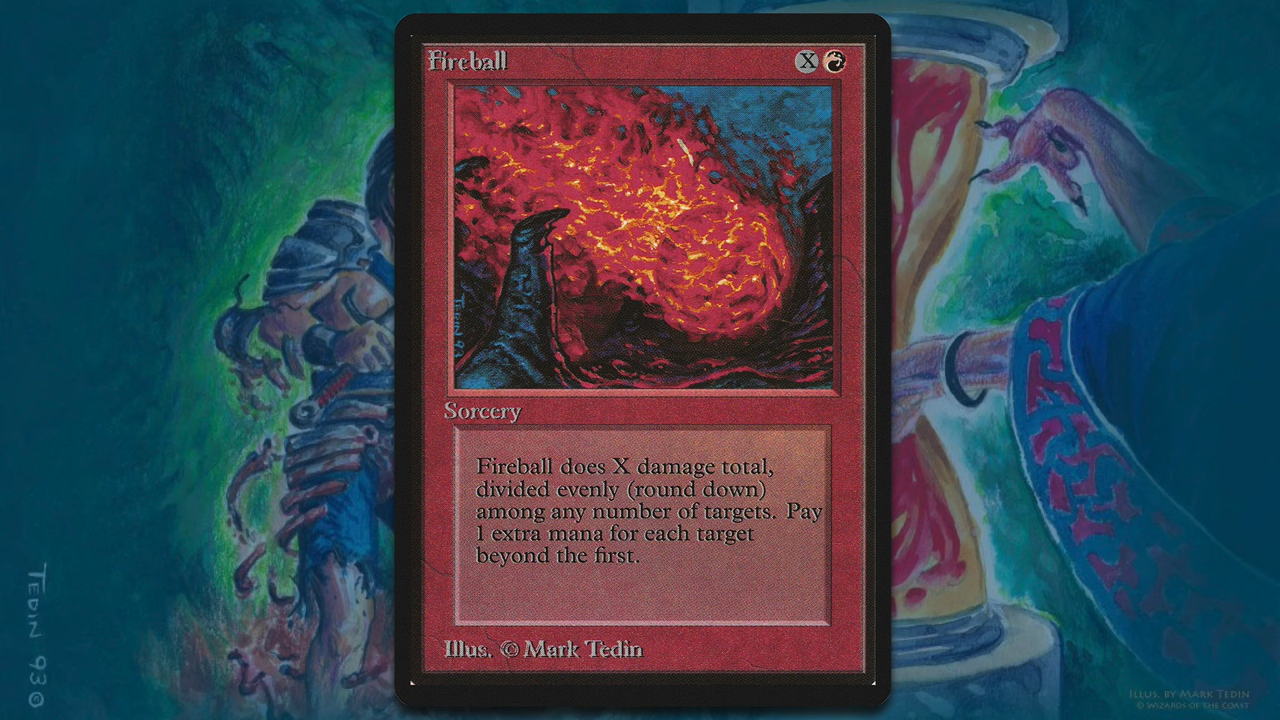 Fireball
X
Sorcery
Fireball does X damage total,
divided evenly (round down)
among any number of targets. Pay
1 extra mana for each target
beyond the first.
Illus. © Mark Tedin
TEDIN 93
TEDIN 93©
ILLUS. BY MARK TEDIN
© WIZARDS OF THE COAST